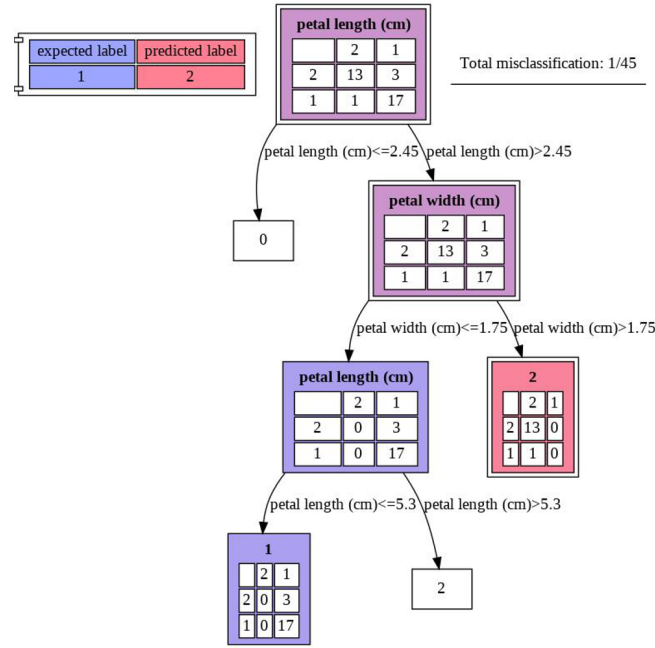 petal length (cm)
2 1
2 13 3
1 1 17
expected label predicted label
1 2
Total misclassification: 1/45
petal length (cm)<=2.45 petal length (cm)>2.45
0
petal width (cm)
2 1
2 13 3
1 1 17
petal width (cm)<=1.75 petal width (cm)>1.75
petal length (cm)
2 1
2 0 3
1 0 17
2
2 1
2 13 0
1 1 0
petal length (cm)<=5.3 petal length (cm)>5.3
1
2 1
2 0 3
1 0 17
2